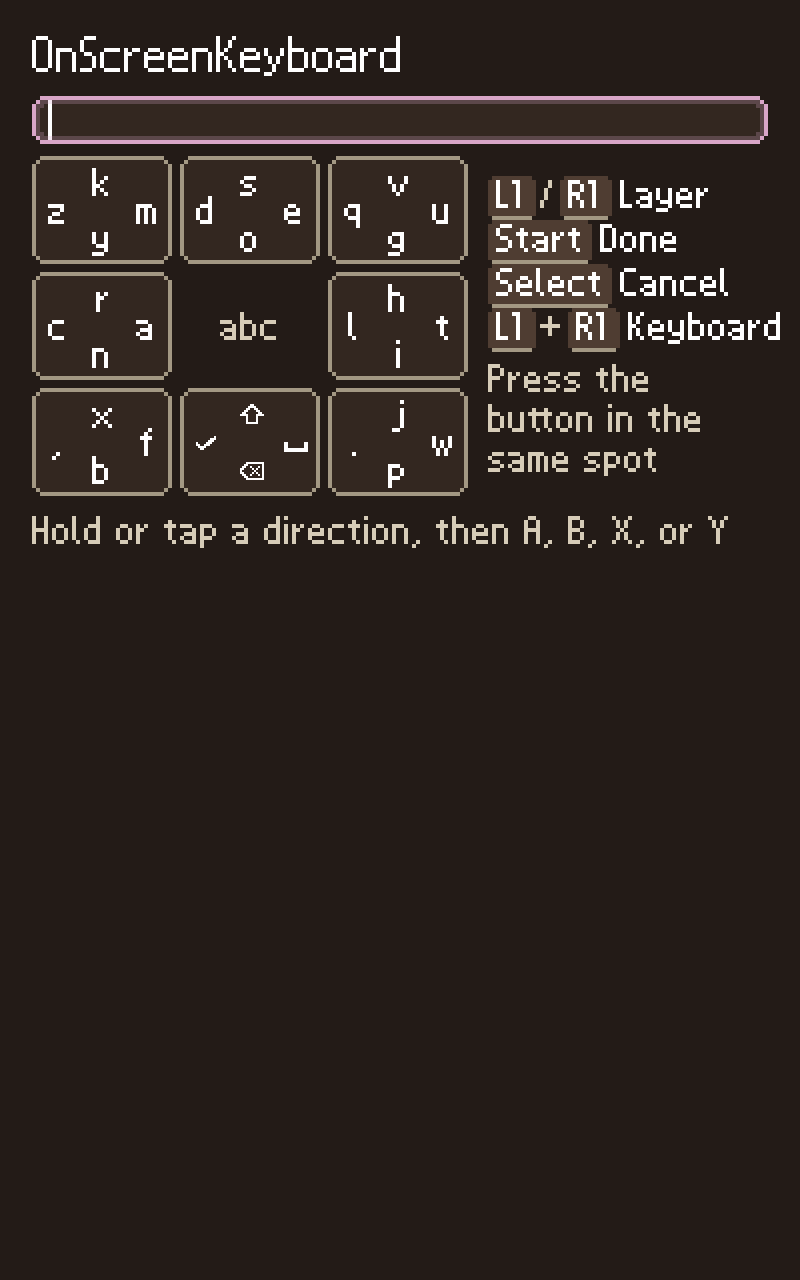 OnScreenKeyboard
k s v
z m d e q u
y o g
r h
c a abc l t
n i
x j
, f . w
b p
L1 / R1 Layer
Start Done
Select Cancel
L1 + R1 Keyboard
Press the
button in the
same spot
Hold or tap a direction, then A, B, X, or Y